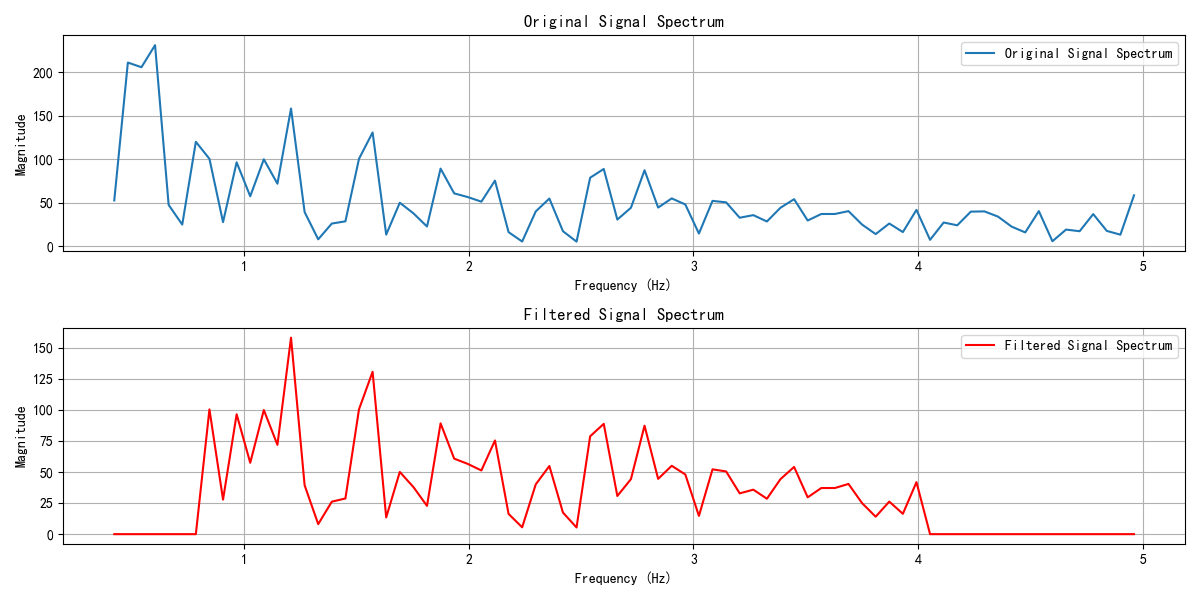 Original Signal Spectrum
Original Signal Spectrum
200
150
100
50
0
Magnitude
1 2 3 4 5
Frequency (Hz)
Filtered Signal Spectrum
Filtered Signal Spectrum
150
125
100
75
50
25
0
Magnitude
1 2 3 4 5
Frequency (Hz)